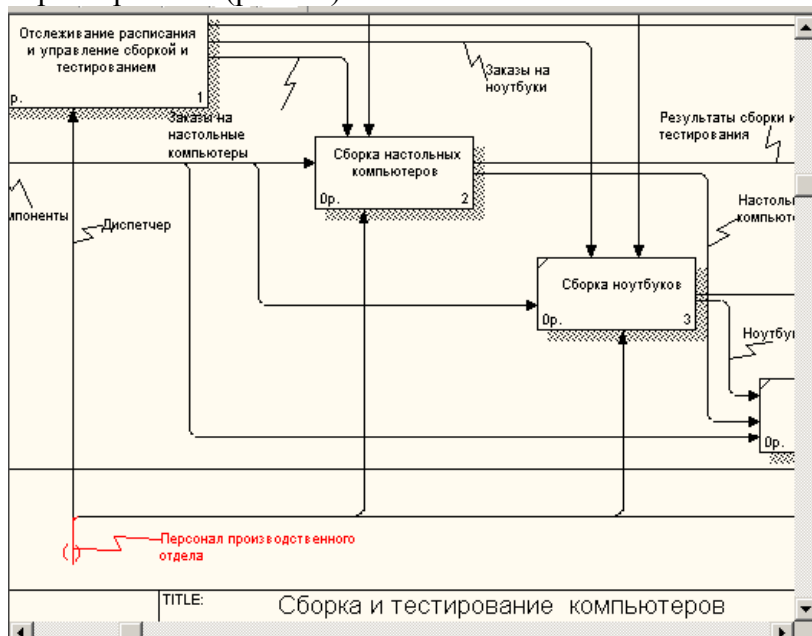 Отслеживание расписания
и управление сборкой и
тестированием
р.
1
Заказы на
настольные
компьютеры
Заказы на
ноутбуки
Результаты сборки и
тестирования
Сборка настольных
компьютеров
0р.
2
мпоненты
Диспетчер
Настоль
компьют
Сборка ноутбуков
0р.
3
Ноутбу
0р.
Персонал производственного
отдела
TITLE:
Сборка и тестирование компьютеров